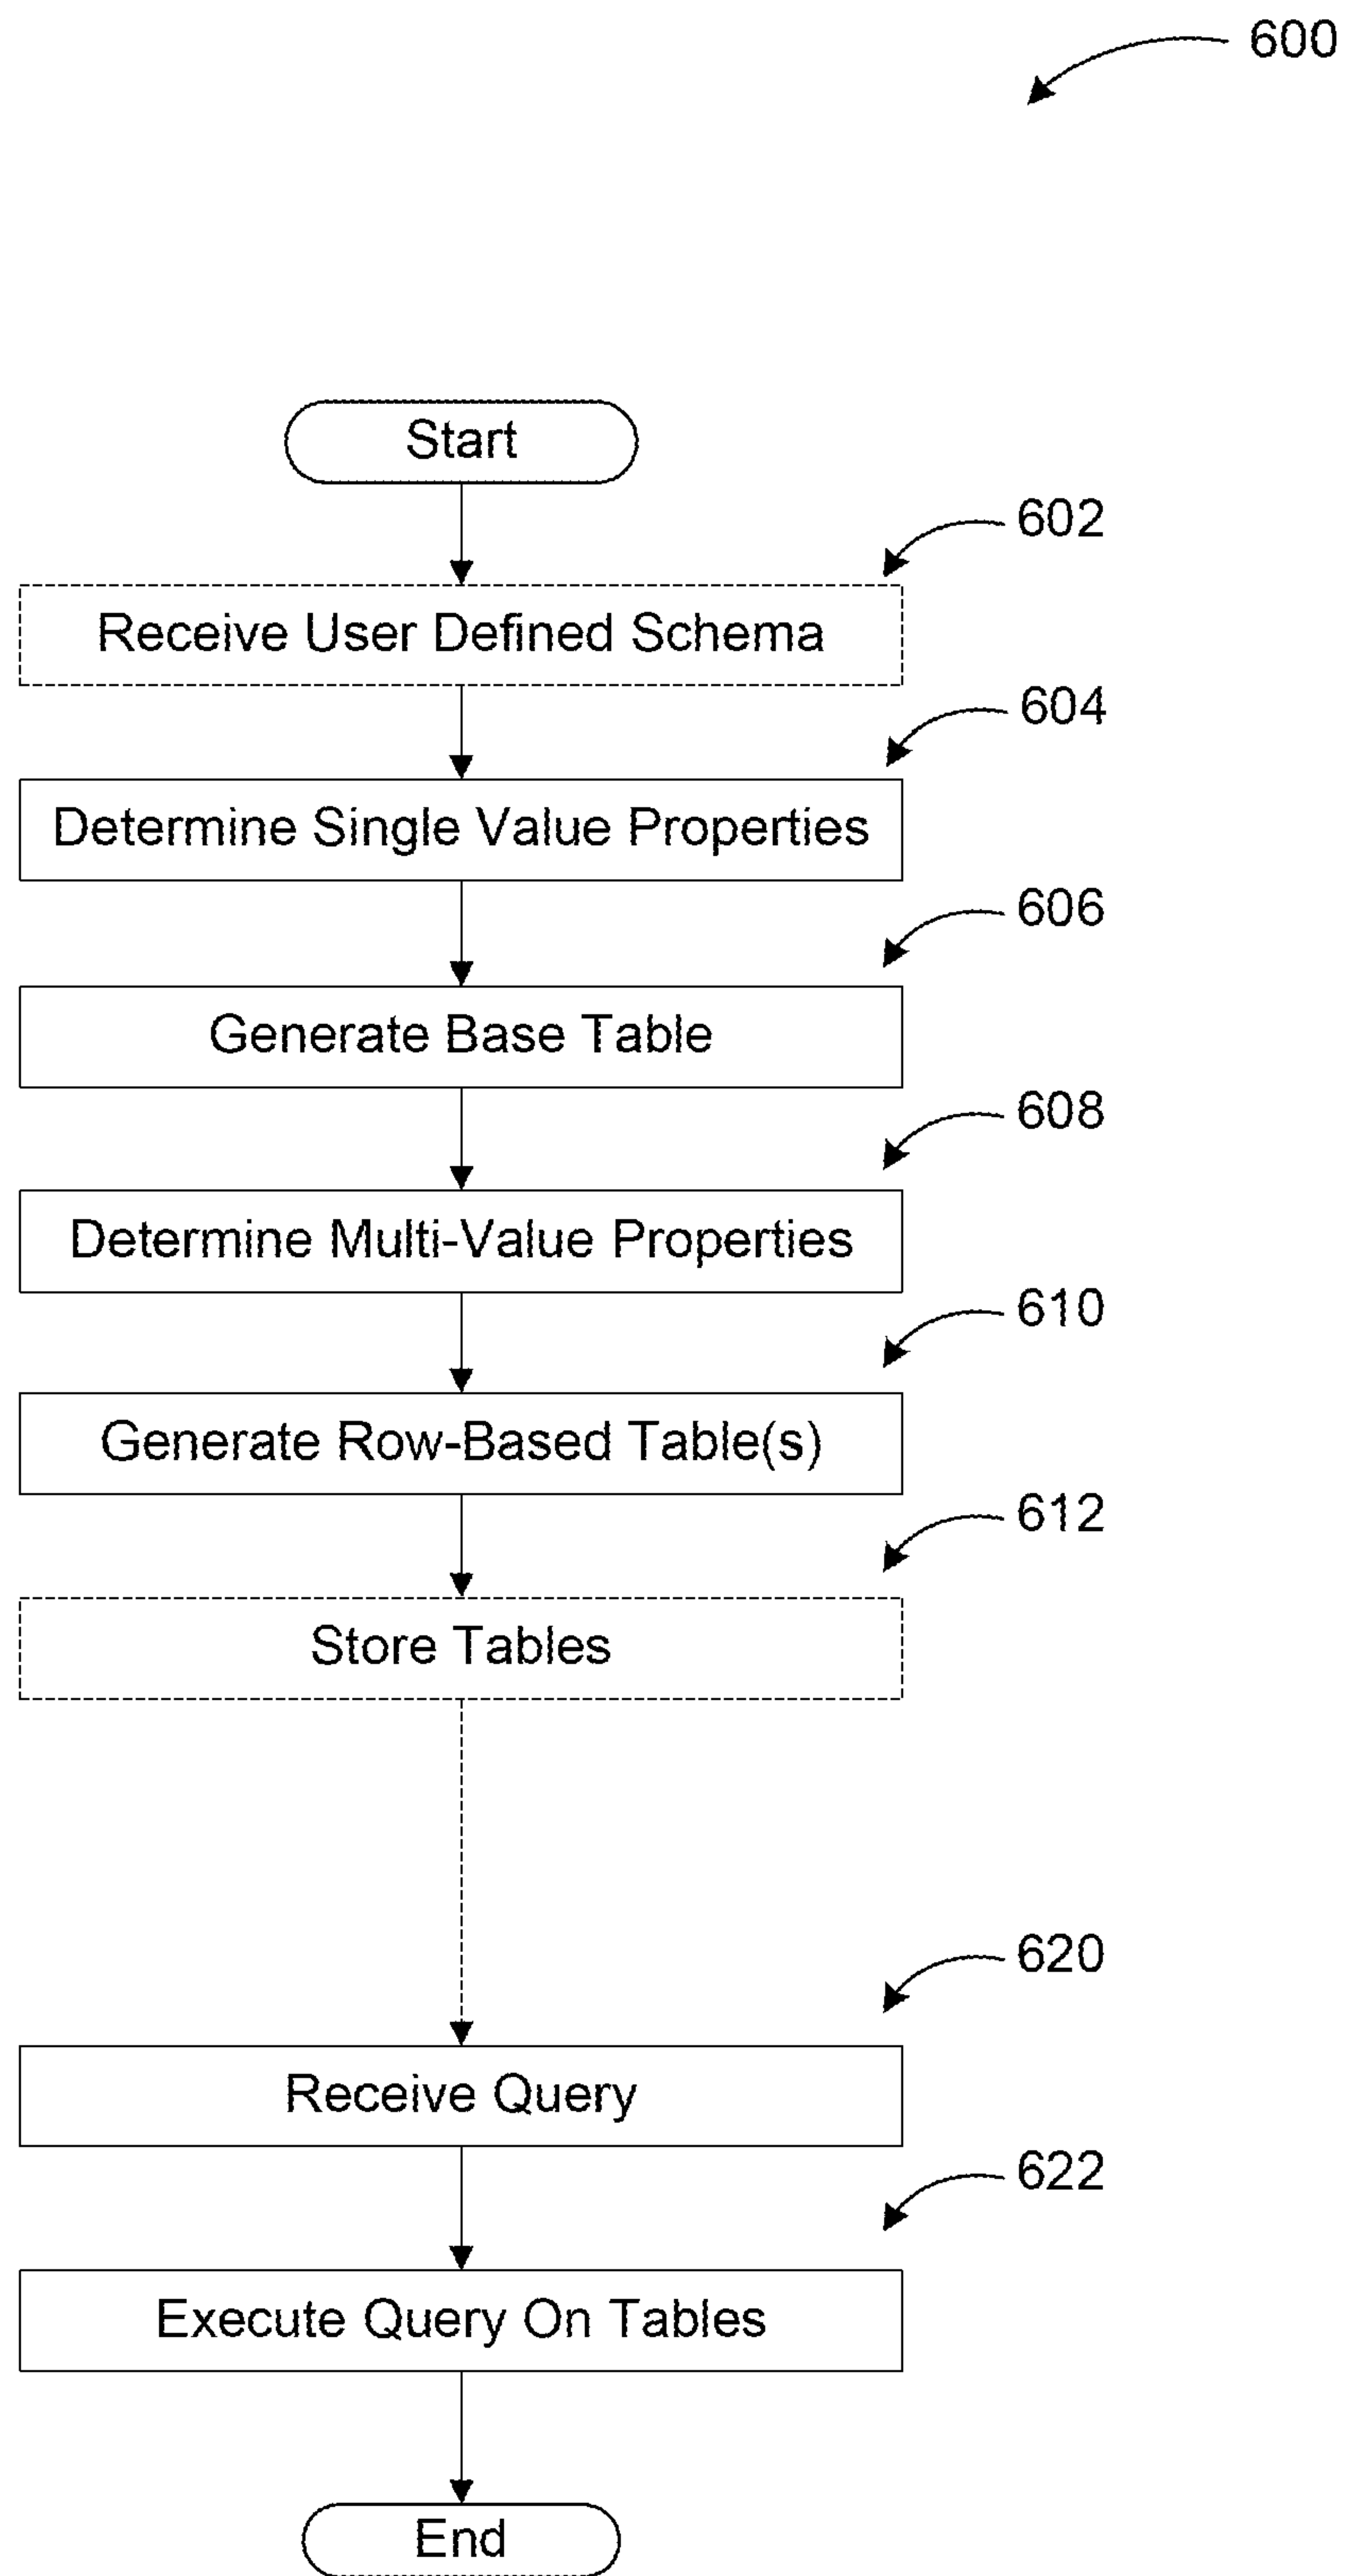 600
Start
602
Receive User Defined Schema
604
Determine Single Value Properties
606
Generate Base Table
608
Determine Multi-Value Properties
610
Generate Row-Based Table(s)
612
Store Tables
620
Receive Query
622
Execute Query On Tables
End